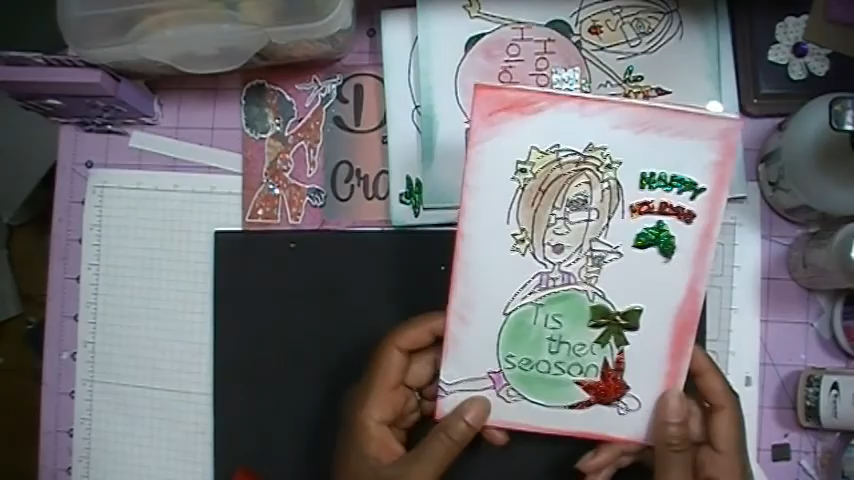 Holid
Hap
D
Cra
HAPPY
HOLIDAYS
Tis
the
season